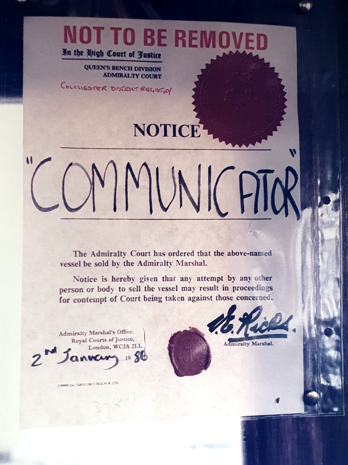 NOT TO BE REMOVED
In the High Court of Justice
QUEEN'S BENCH DIVISION
ADMIRALTY COURT
COLCHESTER DISTRICT REGISTRY
NOTICE
"COMMUNICATOR"
The Admiralty Court has ordered that the above-named
vessel be sold by the Admiralty Marshal.
Notice is hereby given that any attempt by any other
person or body to sell the vessel may result in proceedings
for contempt of Court being taken against those concerned.
Admiralty Marshal's Office,
Royal Courts of Justice,
London, WC2A 2LL
2nd January 1986
Admiralty Marshal.